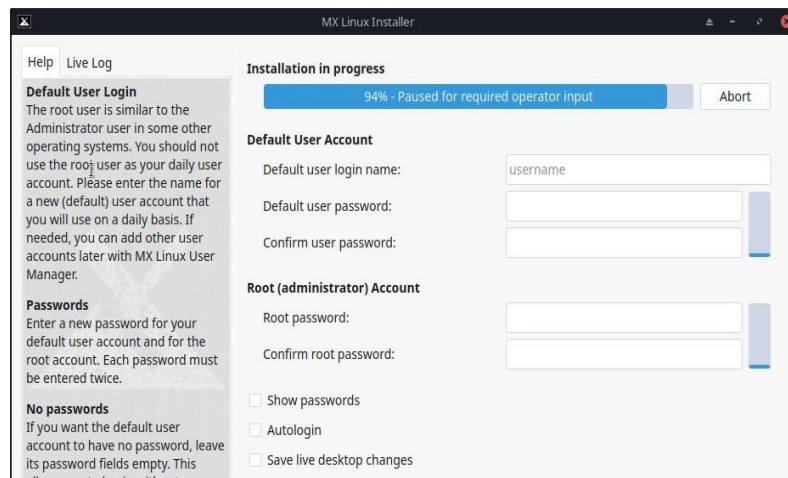 MX Linux Installer
Help
Live Log
Default User Login
The root user is similar to the
Administrator user in some other
operating systems. You should not
use the root user as your daily user
account. Please enter the name for
a new (default) user account that
you will use on a daily basis. If
needed, you can add other user
accounts later with MX Linux User
Manager.
Passwords
Enter a new password for your
default user account and for the
root account. Each password must
be entered twice.
No passwords
If you want the default user
account to have no password, leave
its password fields empty. This
Installation in progress
94% - Paused for required operator input
Abort
Default User Account
Default user login name:
username
Default user password:
Confirm user password:
Root (administrator) Account
Root password:
Confirm root password:
Show passwords
Autologin
Save live desktop changes